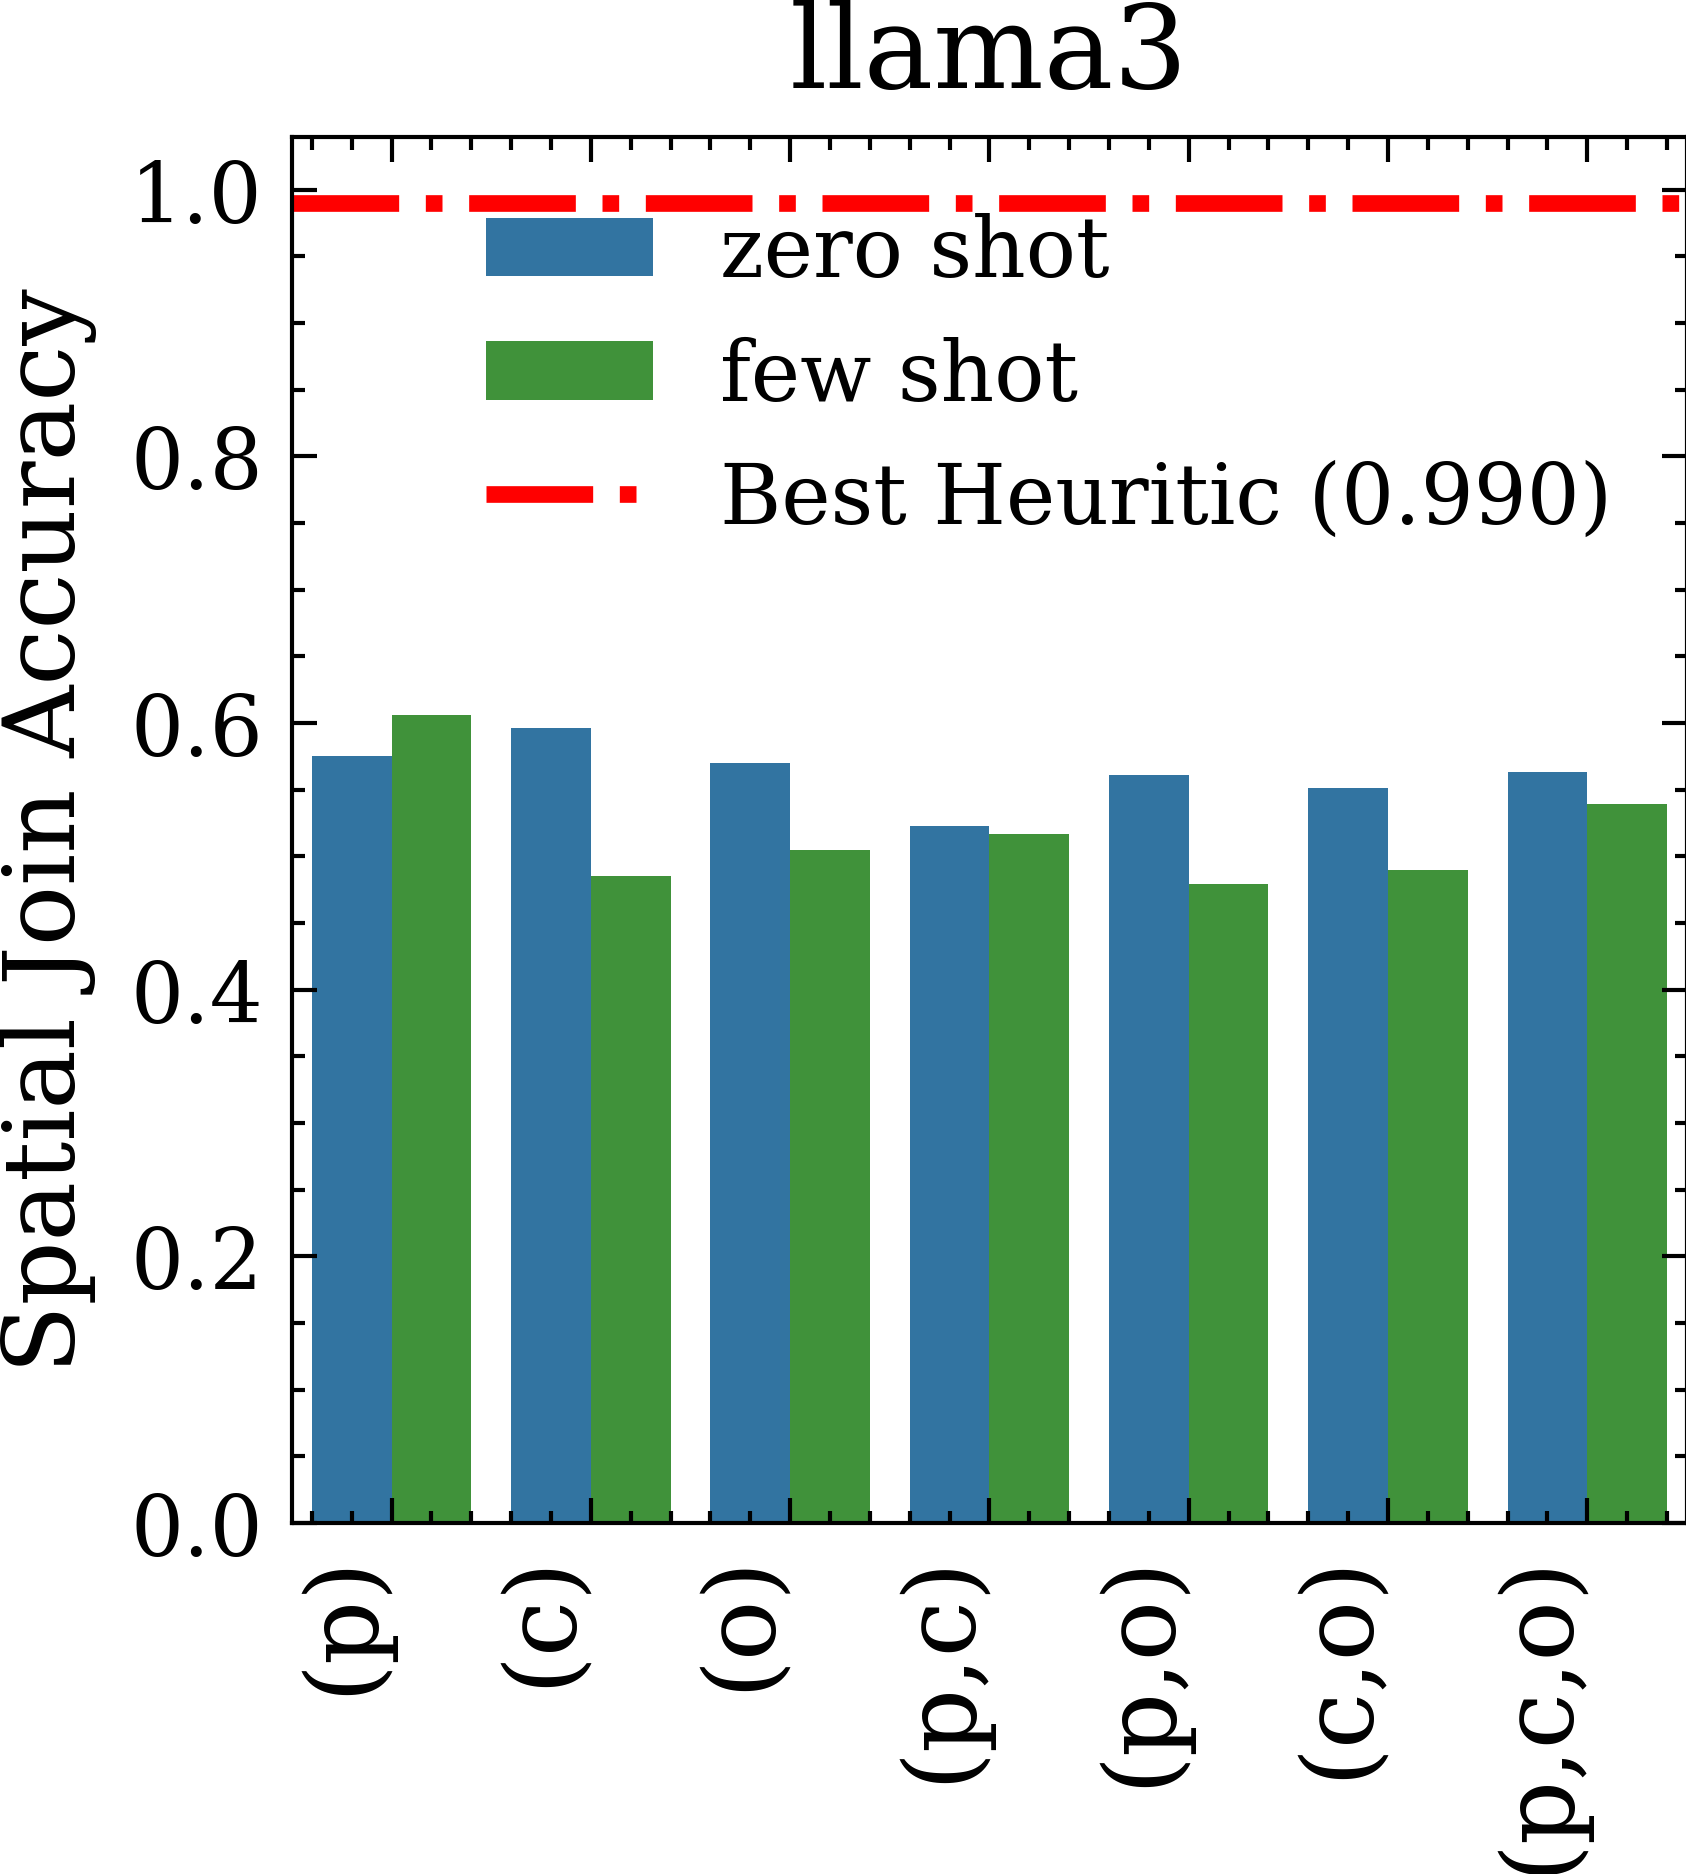 llama3
Spatial Join Accuracy
1.0
0.8
0.6
0.4
0.2
0.0
zero shot
few shot
Best Heuritic (0.990)
(p)
(c)
(o)
(p,c)
(p,o)
(c,o)
(p,c,o)